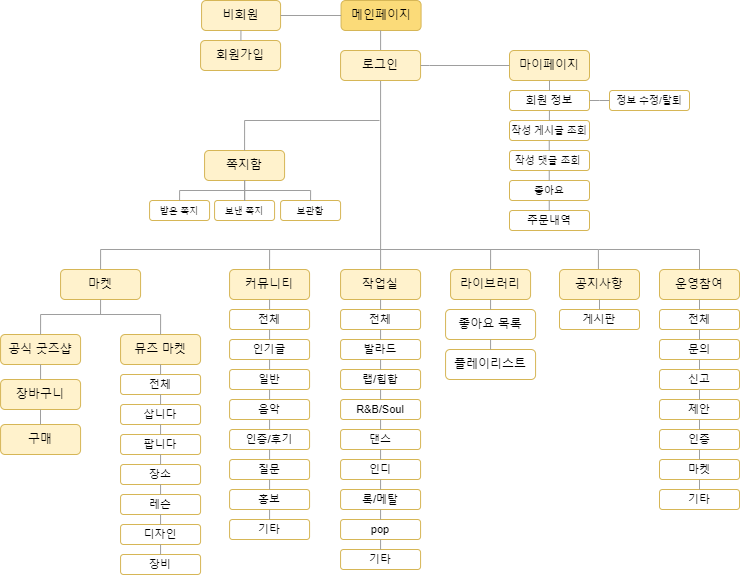 비회원
메인페이지
회원가입
로그인
마이페이지
회원 정보
정보 수정/탈퇴
작성 게시글 조회
작성 댓글 조회
좋아요
주문내역
쪽지함
받은 쪽지
보낸 쪽지
보관함
마켓
공식 굿즈샵
장바구니
구매
뮤즈 마켓
전체
삽니다
팝니다
장소
레슨
디자인
장비
커뮤니티
전체
인기글
일반
음악
인증/후기
질문
홍보
기타
작업실
전체
발라드
랩/힙합
R&B/Soul
댄스
인디
록/메탈
pop
기타
라이브러리
좋아요 목록
플레이리스트
공지사항
게시판
운영참여
전체
문의
신고
제안
인증
마켓
기타